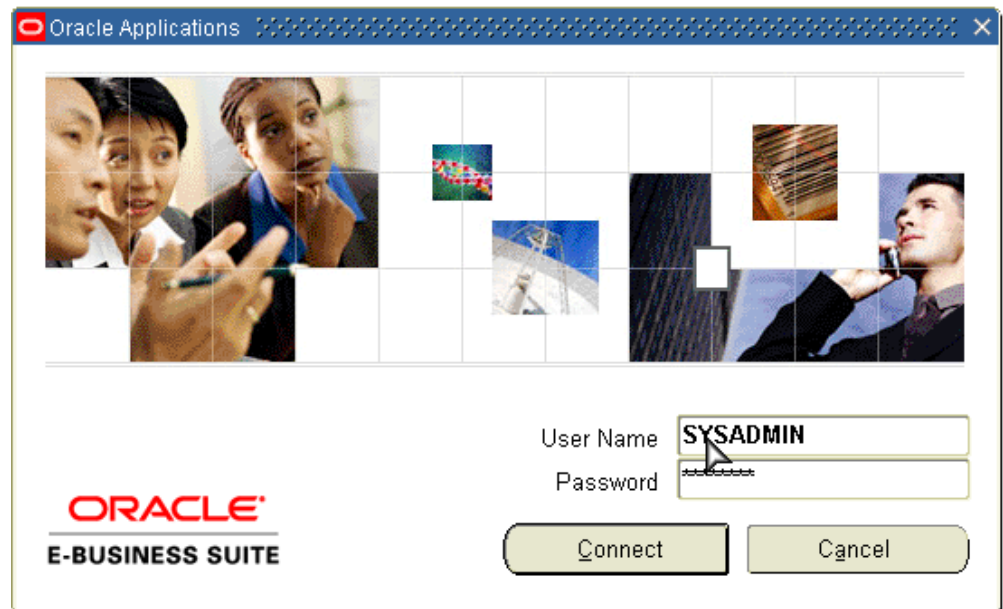 Oracle Applications
User Name SYSADMIN
Password ********
ORACLE
E-BUSINESS SUITE
Connect Cancel